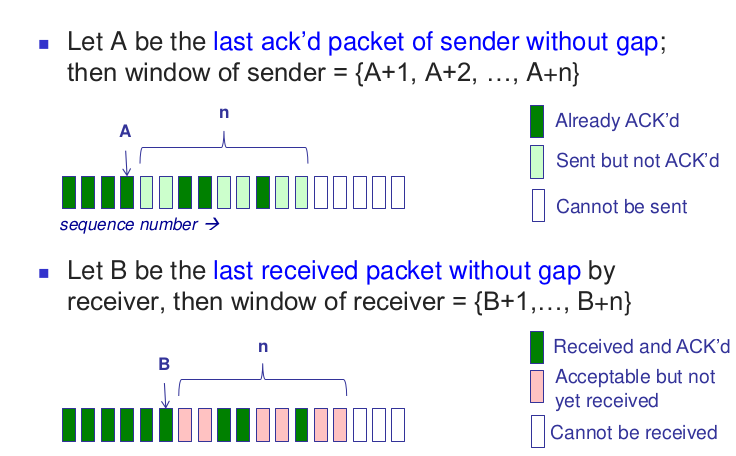 Let A be the last ack’d packet of sender without gap;
then window of sender = {A+1, A+2, …, A+n}
n
A
Already ACK’d
Sent but not ACK’d
Cannot be sent
sequence number →
Let B be the last received packet without gap by
receiver, then window of receiver = {B+1,…, B+n}
n
B
Received and ACK’d
Acceptable but not
yet received
Cannot be received